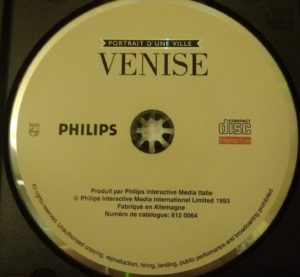 PORTRAIT D'UNE VILLE
VENISE
PHILIPS
PHILIPS
COMPACT
disc
Interactive
Produit par Philips Interactive Media Italie
© Philips Interactive Media International Limited 1993
Fabriqué en Allemagne
Numéro de catalogue: 812 0064
All rights reserved. Unauthorised copying, reproduction, hiring, lending, public performance and broadcasting prohibited.